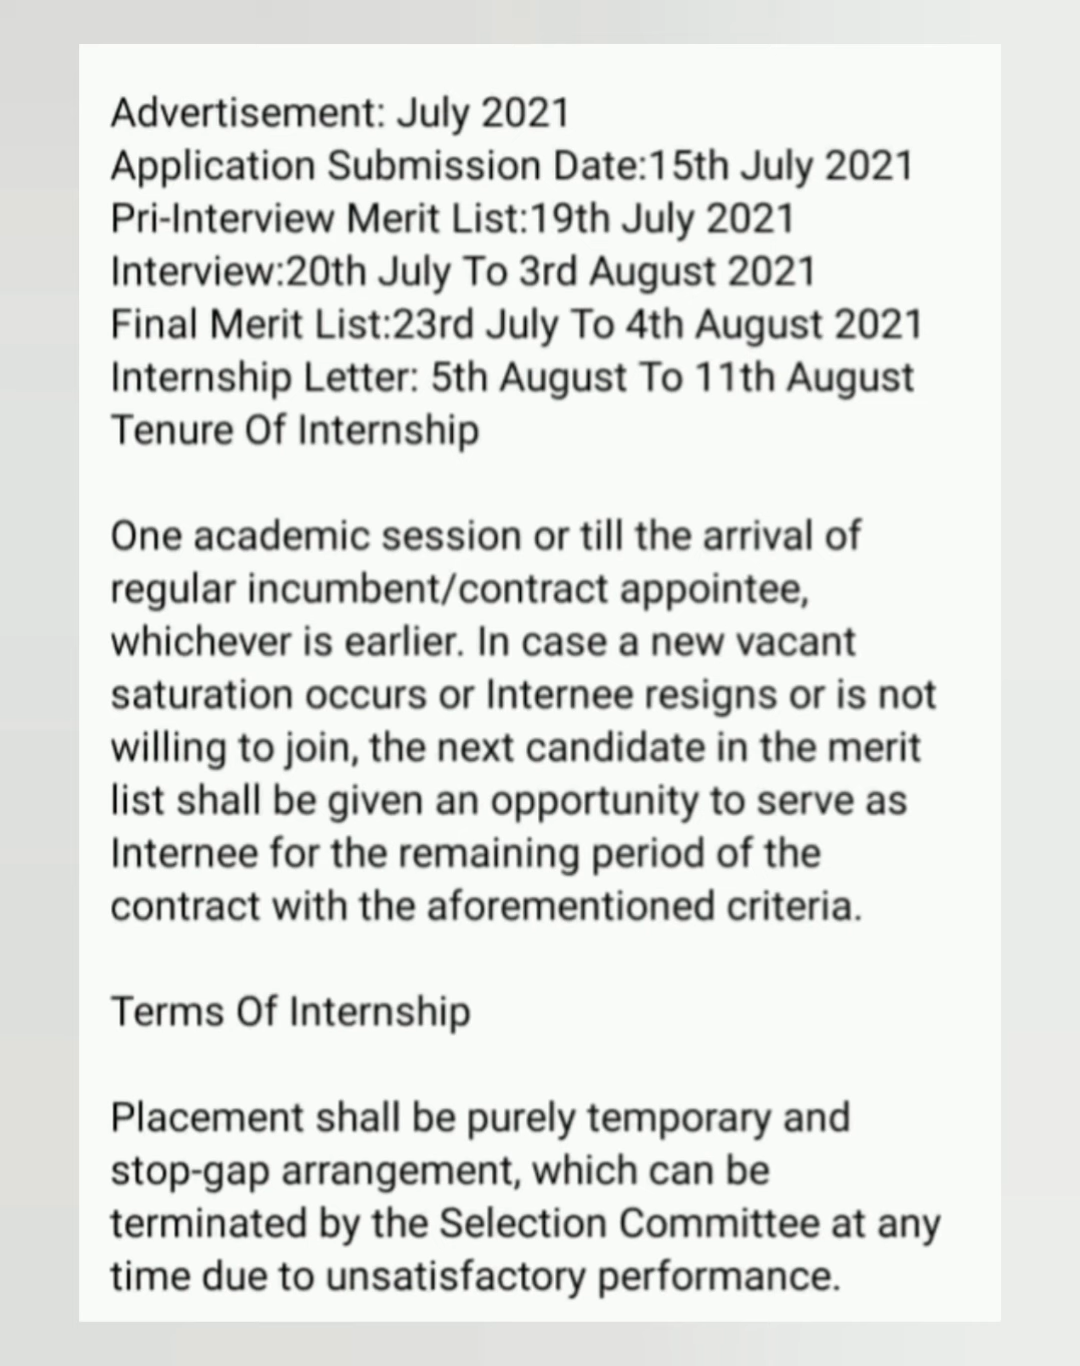 Advertisement: July 2021
Application Submission Date:15th July 2021
Pri-Interview Merit List:19th July 2021
Interview:20th July To 3rd August 2021
Final Merit List:23rd July To 4th August 2021
Internship Letter: 5th August To 11th August
Tenure Of Internship
One academic session or till the arrival of
regular incumbent/contract appointee,
whichever is earlier. In case a new vacant
saturation occurs or Internee resigns or is not
willing to join, the next candidate in the merit
list shall be given an opportunity to serve as
Internee for the remaining period of the
contract with the aforementioned criteria.
Terms Of Internship
Placement shall be purely temporary and
stop-gap arrangement, which can be
terminated by the Selection Committee at any
time due to unsatisfactory performance.